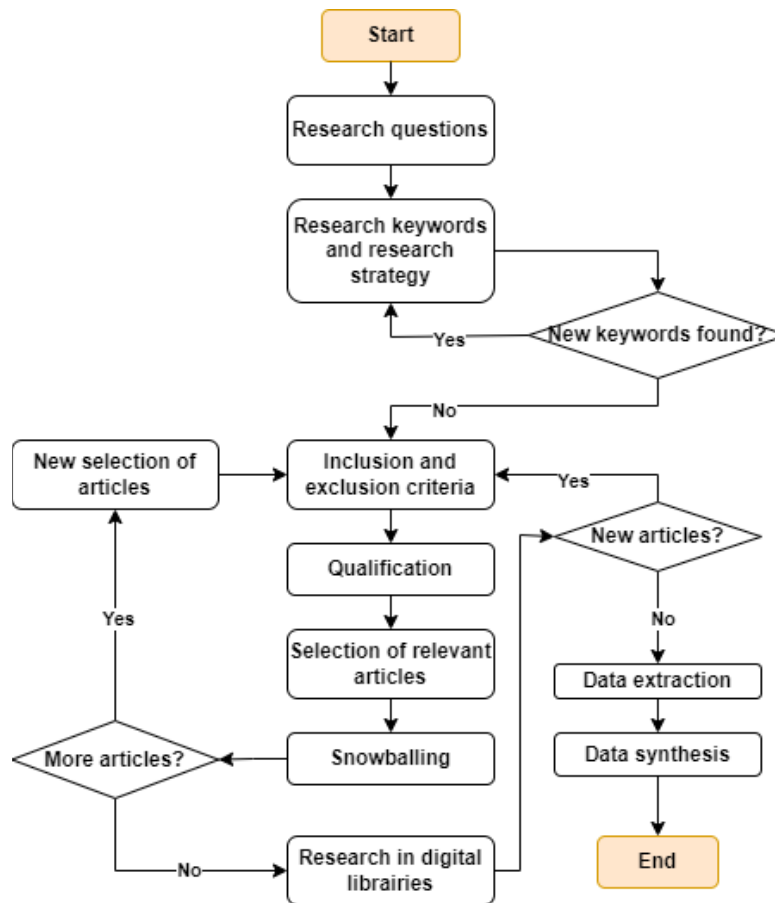 Start
Research questions
Research keywords
and research
strategy
New keywords found?
Yes
No
New selection of
articles
Inclusion and
exclusion criteria
Yes
New articles?
Qualification
Yes
No
Selection of relevant
articles
Data extraction
More articles?
Snowballing
Data synthesis
No
Research in digital
librairies
End